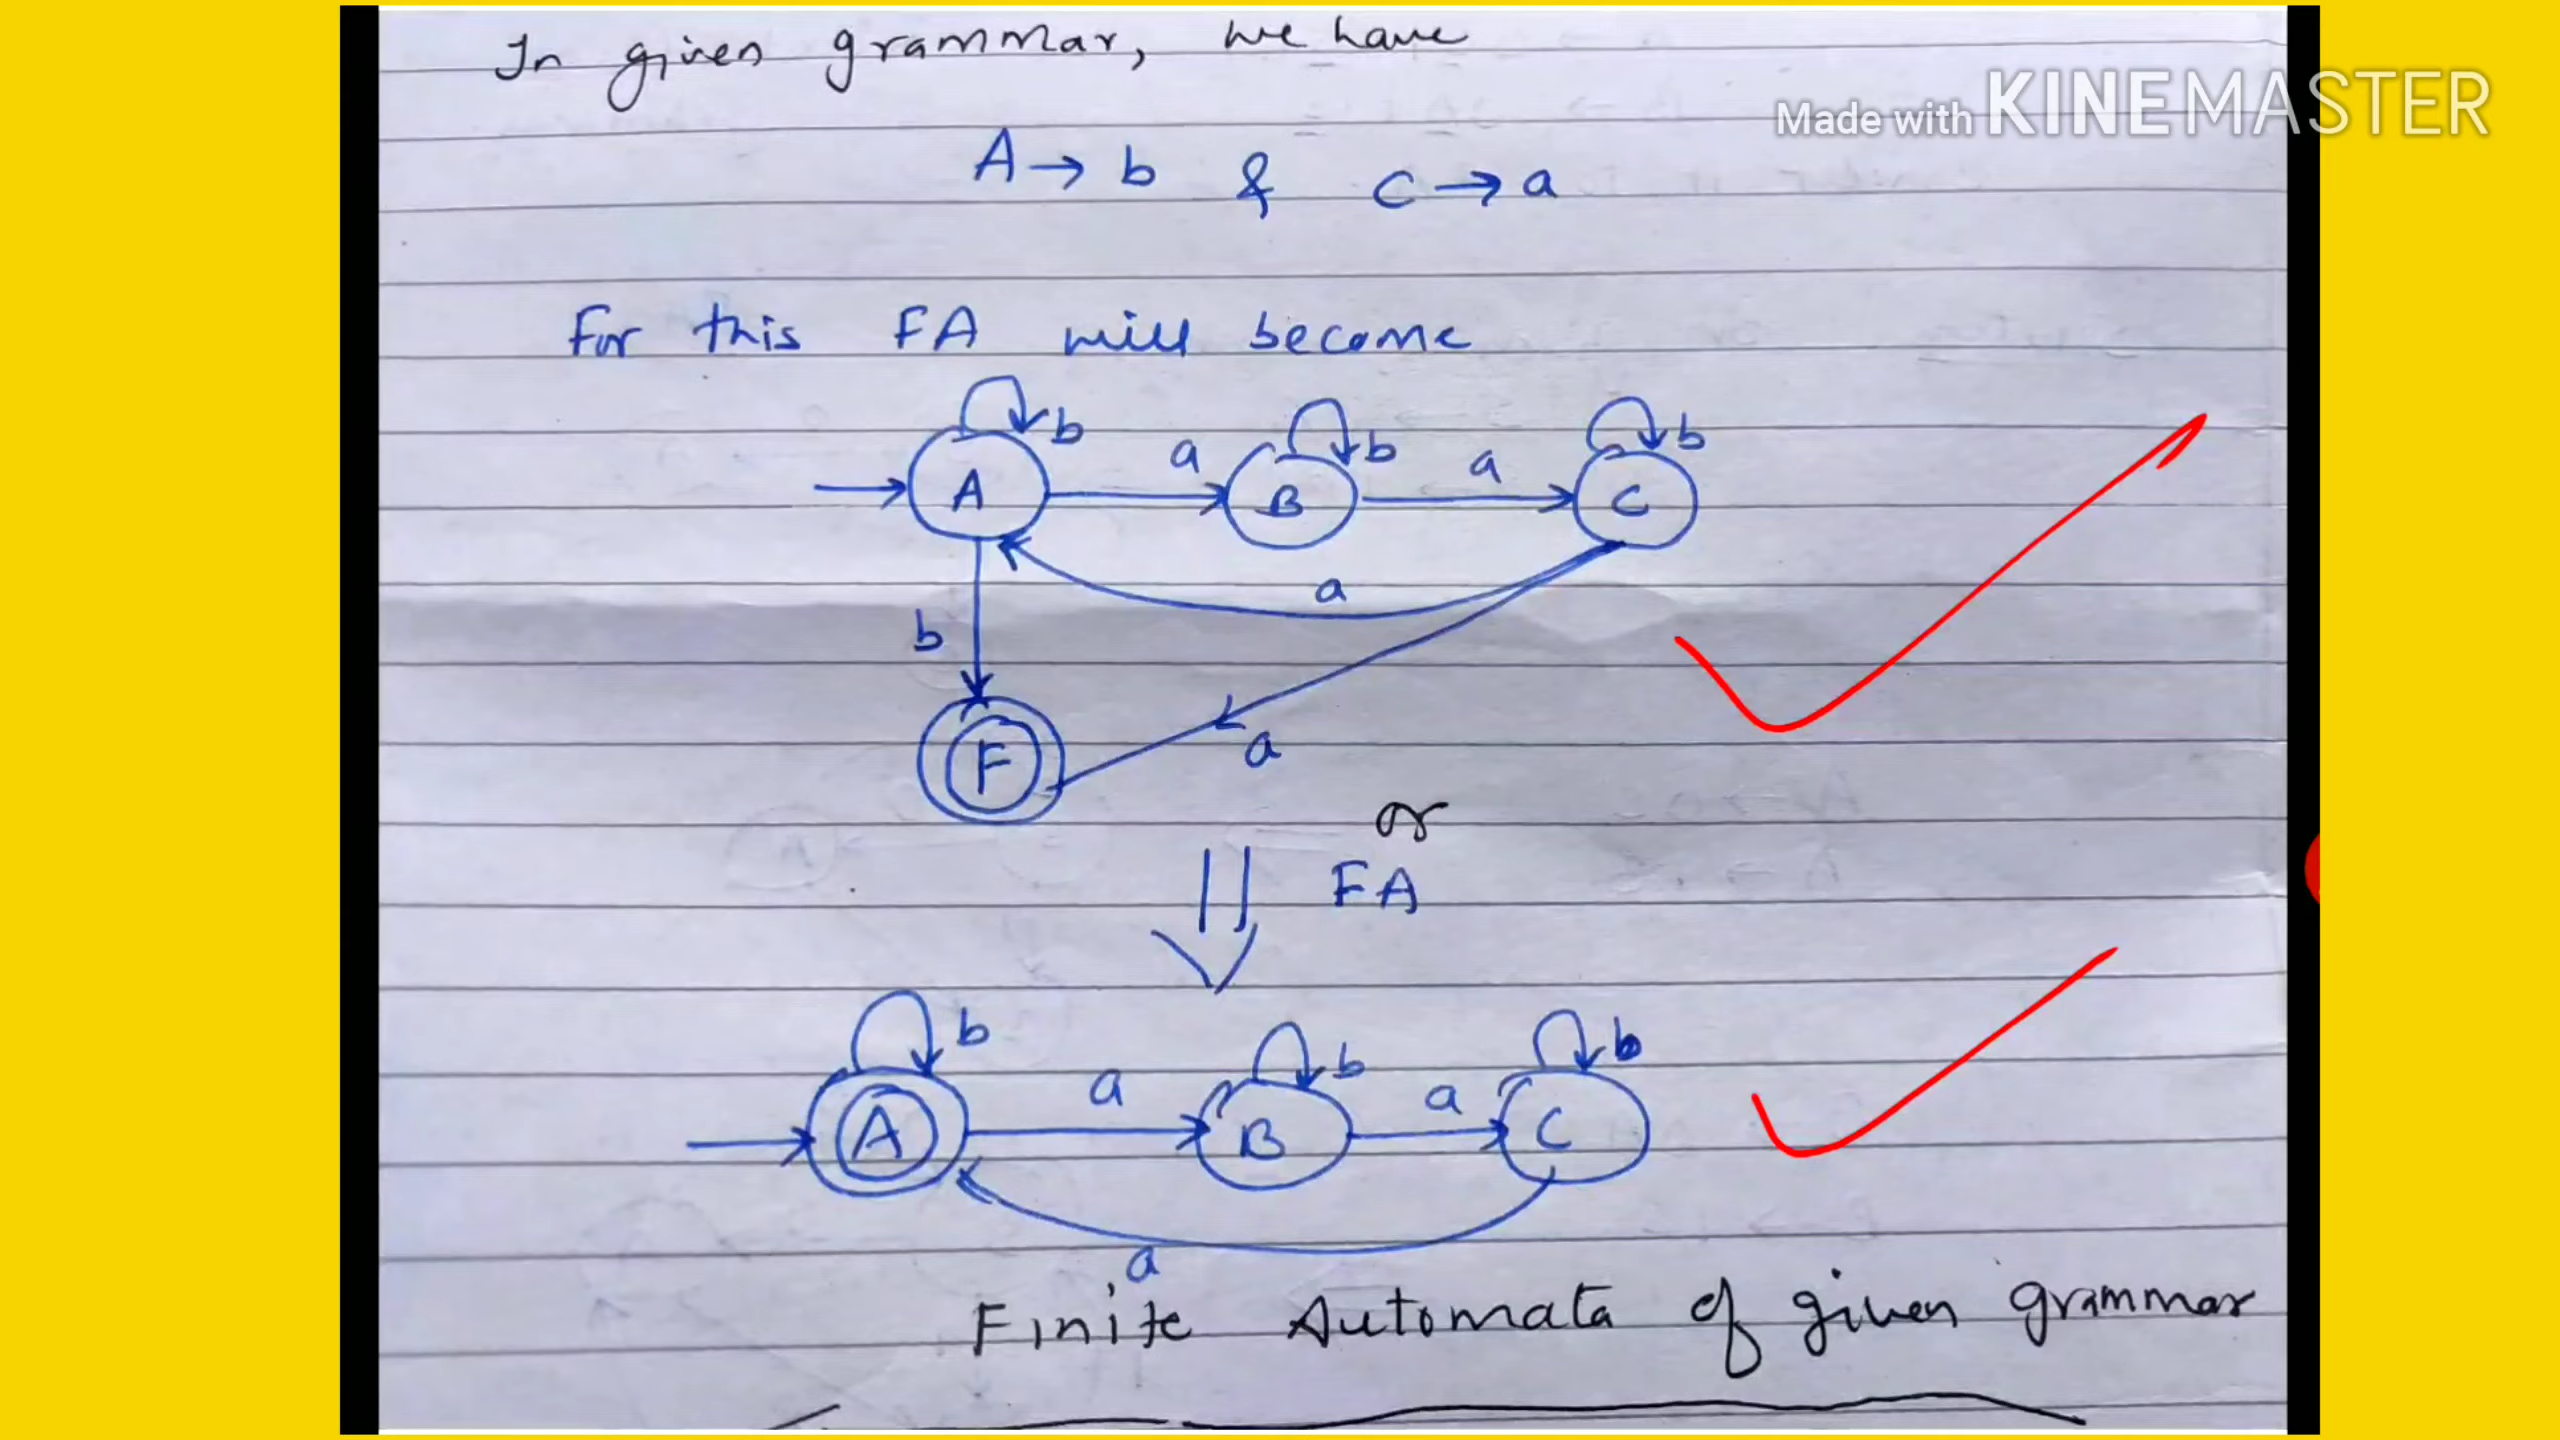 In given grammar, we have
Made with KINEMASTER
A → b & C → a
For this FA will become
b b b
a a
A B C
a
b
F
a
or
FA
b b b
a a
A B C
a
Finite Automata of given grammar